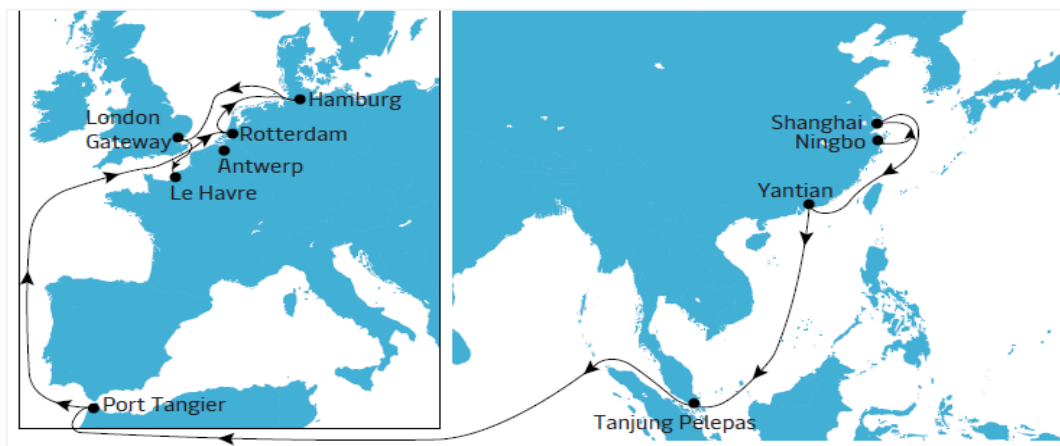 Hamburg
London
Gateway
Rotterdam
Antwerp
Le Havre
Port Tangier
Shanghai
Ningbo
Yantian
Tanjung Pelepas